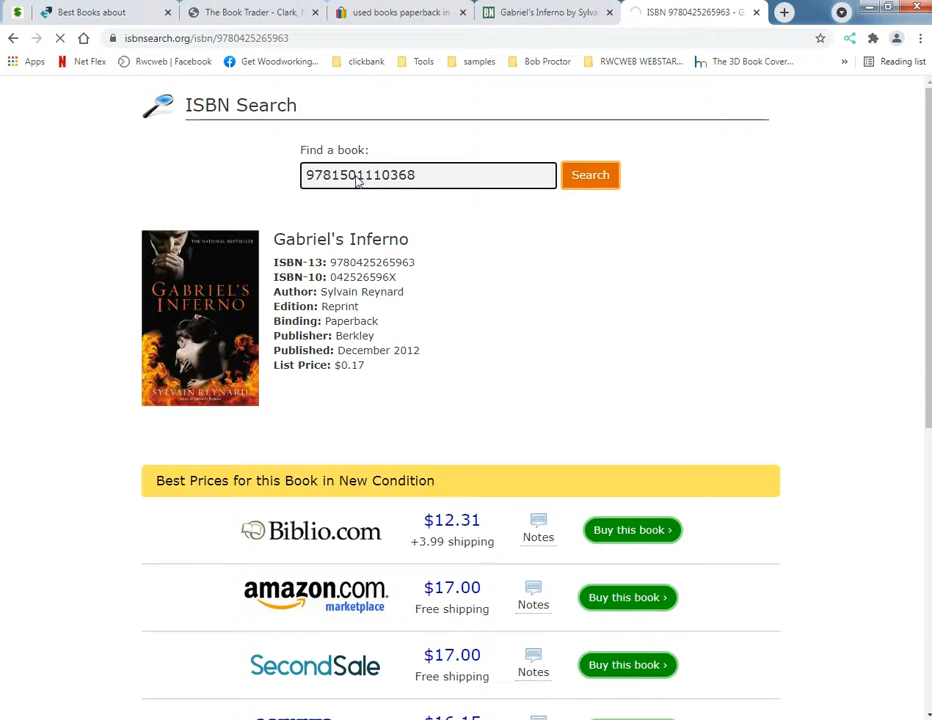 Best Books about
The Book Trader - Clark,
used books paperback in
Gabriel's Inferno by Sylva
ISBN 9780425265963 - G
isbnsearch.org/isbn/9780425265963
Apps
Net Flex
Rwcweb | Facebook
Get Woodworking...
clickbank
Tools
samples
Bob Proctor
RWCWEB WEBSTAR...
The 3D Book Cover...
»
Reading list
ISBN Search
Find a book:
9781501110368
Search
THE NATIONAL BESTSELLER
GABRIEL'S
INFERNO
SYLVAIN REYNARD
Gabriel's Inferno
ISBN-13: 9780425265963
ISBN-10: 042526596X
Author: Sylvain Reynard
Edition: Reprint
Binding: Paperback
Publisher: Berkley
Published: December 2012
List Price: $0.17
Best Prices for this Book in New Condition
Biblio.com
$12.31
+3.99 shipping
Notes
Buy this book ›
amazon.com.
marketplace
$17.00
Free shipping
Notes
Buy this book ›
SecondSale
$17.00
Free shipping
Notes
Buy this book ›